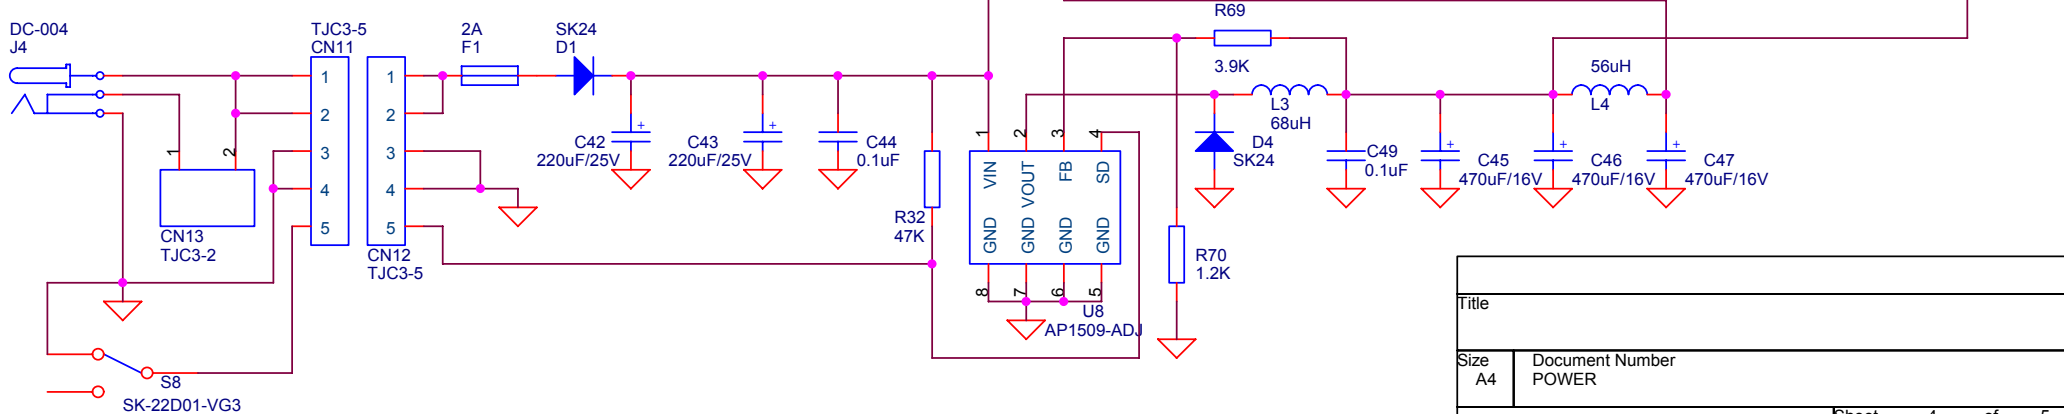 DC-004
J4
TJC3-5
CN11
2A
F1
SK24
D1
R69
3.9K
56uH
L4
1
2
3
4
5
1
2
3
4
5
1
2
CN13
TJC3-2
CN12
TJC3-5
C42
220uF/25V
C43
220uF/25V
C44
0.1uF
R32
47K
1
2
3
4
VIN
VOUT
FB
SD
GND
GND
GND
GND
8
7
6
5
U8
AP1509-ADJ
L3
68uH
D4
SK24
R70
1.2K
C49
0.1uF
C45
470uF/16V
C46
470uF/16V
C47
470uF/16V
S8
SK-22D01-VG3
Title
Size
A4
Document Number
POWER
Sheet 4 of 5